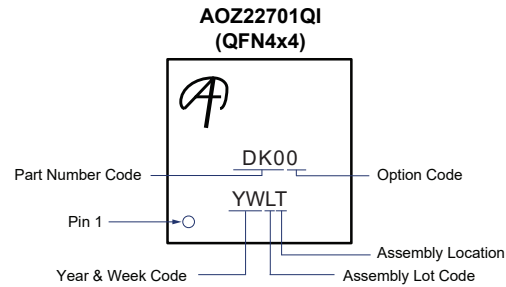 AOZ22701QI
(QFN4x4)
DK00
Part Number Code
Option Code
YWLT
Pin 1
Assembly Location
Year & Week Code
Assembly Lot Code